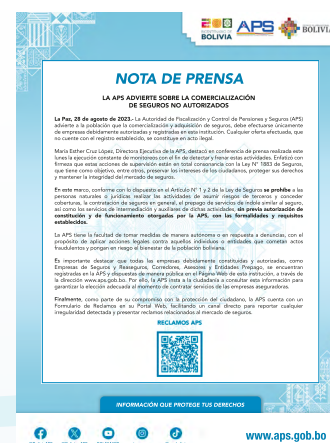 BICENTENARIO DE
BOLIVIA
APS
BOLIVIA
NOTA DE PRENSA
LA APS ADVIERTE SOBRE LA COMERCIALIZACIÓN
DE SEGUROS NO AUTORIZADOS
La Paz, 28 de agosto de 2023.- La Autoridad de Fiscalización y Control de Pensiones y Seguros (APS)
advierte a la población que la comercialización y adquisición de seguros, debe efectuarse únicamente
de empresas debidamente autorizadas y registradas en esta institución. Cualquier oferta efectuada, que
no cuente con el registro establecido, se constituye en acto ilegal.
María Esther Cruz López, Directora Ejecutiva de la APS, destacó en conferencia de prensa realizada este
lunes la ejecución constante de monitoreos con el fin de detectar y frenar estas actividades. Enfatizó con
firmeza que estas acciones de supervisión están en total consonancia con la Ley N° 1883 de Seguros,
que tiene como objetivo, entre otros, preservar los intereses de las ciudadanos, proteger sus derechos
y mantener la integridad del mercado de seguros.
En este marco, conforme con lo dispuesto en el Artículo N° 1 y 2 de la Ley de Seguros se prohíbe a las
personas naturales o jurídicas realizar las actividades de asumir riesgos de terceros y conceder
coberturas, la contratación de seguros en general, el prepago de servicios de índole similar al seguro,
así como los servicios de intermediación y auxiliares de dichas actividades, sin previa autorización de
constitución y de funcionamiento otorgadas por la APS, con las formalidades y requisitos
establecidos.
La APS tiene la facultad de tomar medidas de manera autónoma o en respuesta a denuncias, con el
propósito de aplicar acciones legales contra aquellos individuos o entidades que cometan actos
fraudulentos y pongan en riesgo el bienestar de la población boliviana.
Es importante destacar que todas las empresas debidamente constituidas y autorizadas, como
Empresas de Seguros y Reaseguros, Corredores, Asesores y Entidades Prepago, se encuentran
registradas en la APS y dispuestas de manera pública en el Página Web de esta institución, a través de
la dirección www.aps.gob.bo. Por ello, la APS insta a la ciudadanía a consultar esta información para
garantizar la elección adecuada al momento de contratar servicios de las empresas aseguradoras.
Finalmente, como parte de su compromiso con la protección del ciudadano, la APS cuenta con un
Formulario de Reclamos en su Portal Web, facilitando un canal directo para reportar cualquier
irregularidad detectada y presentar reclamos relacionados al mercado de seguros.
RECLAMOS APS
INFORMACIÓN QUE PROTEGE TUS DERECHOS
www.aps.gob.bo